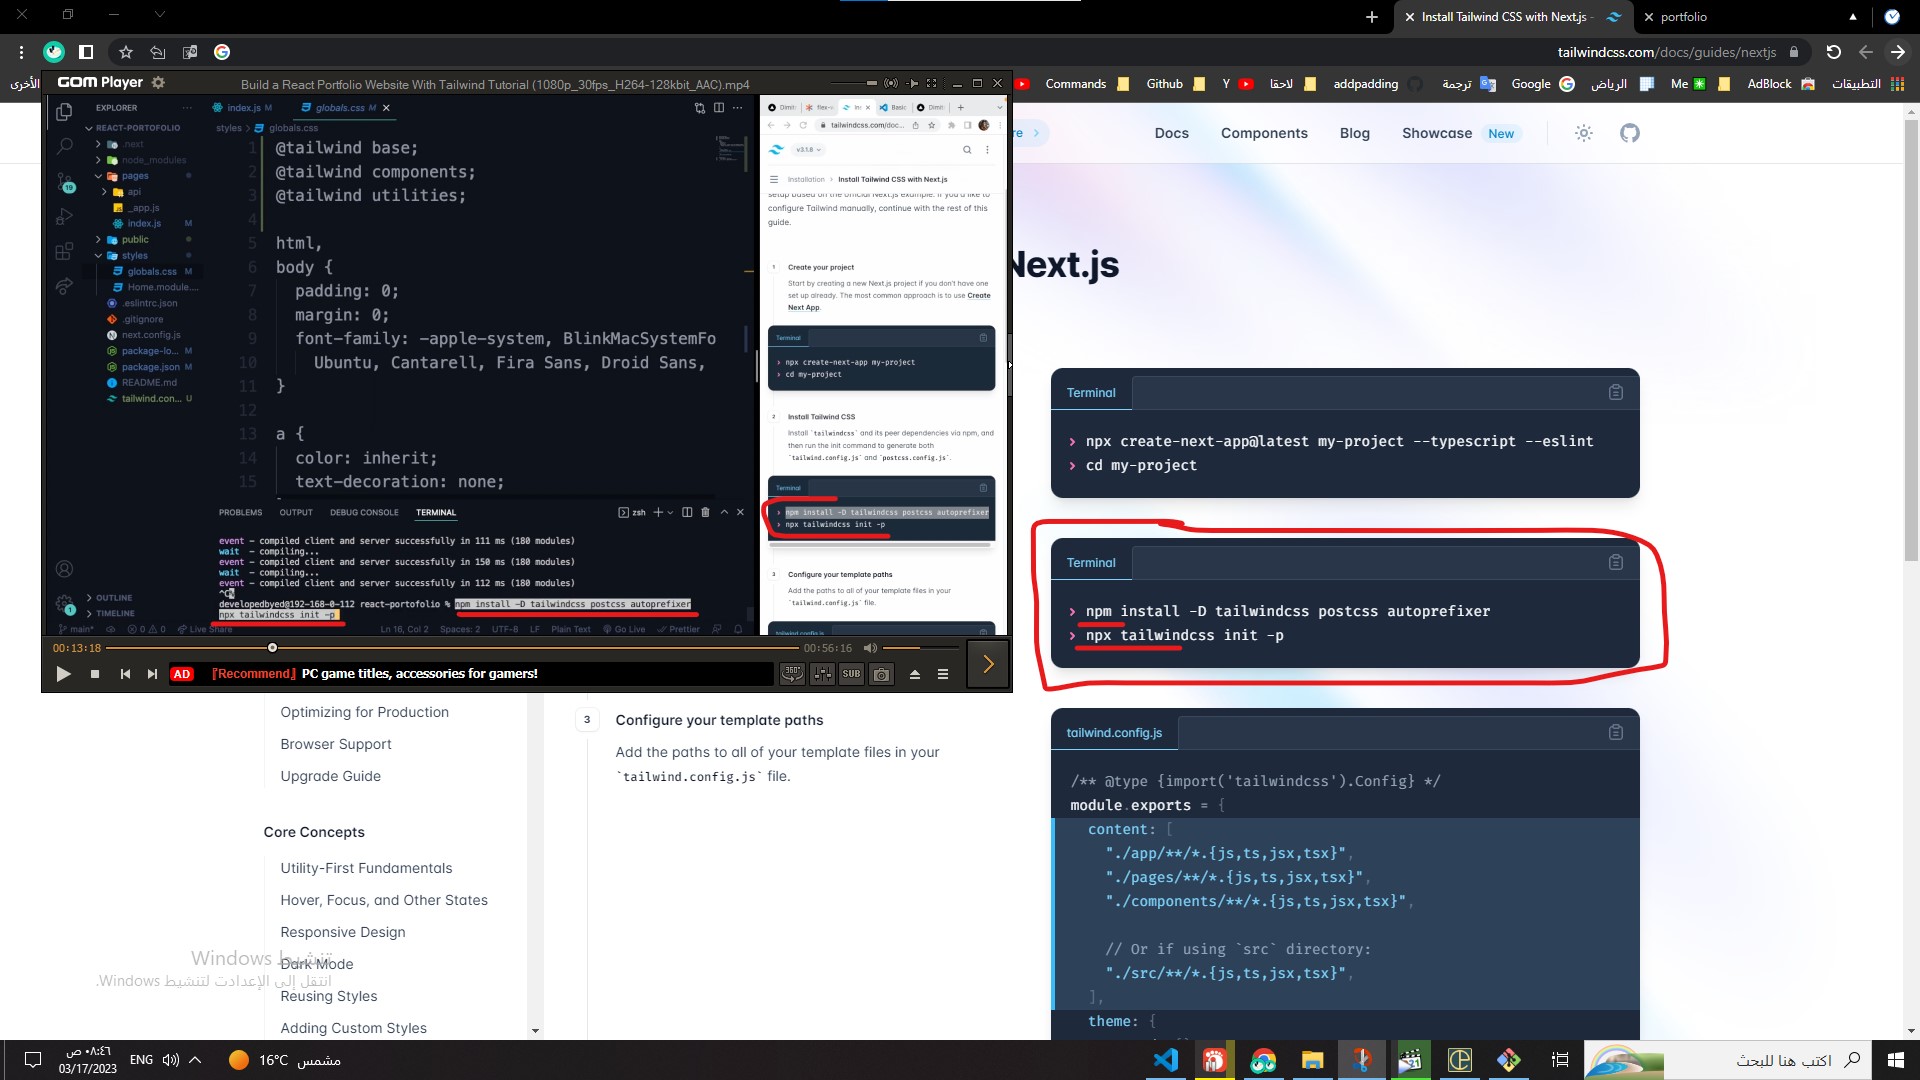 Install Tailwind CSS with Next.js -
portfolio
tailwindcss.com/docs/guides/nextjs
الأخرى
Commands
Github
Y
لاحقا
addpadding
ترجمة
Google
الرياض
Me
AdBlock
التطبيقات
GOM Player
Build a React Portfolio Website With Tailwind Tutorial (1080p_30fps_H264-128kbit_AAC).mp4
EXPLORER
REACT-PORTOFOLIO
.next
node_modules
pages
api
_app.js
index.js M
public
styles
globals.css M
Home.module....
.eslintrc.json
.gitignore
next.config.js
package-lo... M
package.json M
README.md
tailwind.con... U
OUTLINE
TIMELINE
19
1
index.js M
globals.css M
styles > globals.css
1 @tailwind base;
2 @tailwind components;
3 @tailwind utilities;
4
5 html,
6 body {
7 padding: 0;
8 margin: 0;
9 font-family: -apple-system, BlinkMacSystemFo
10 Ubuntu, Cantarell, Fira Sans, Droid Sans,
11 }
12
13 a {
14 color: inherit;
15 text-decoration: none;
PROBLEMS OUTPUT DEBUG CONSOLE TERMINAL
zsh
event - compiled client and server successfully in 111 ms (180 modules)
wait - compiling...
event - compiled client and server successfully in 150 ms (180 modules)
wait - compiling...
event - compiled client and server successfully in 112 ms (180 modules)
^C
developedbyed@192-168-0-112 react-portofolio % npm install -D tailwindcss postcss autoprefixer
npx tailwindcss init -p
main* 0 0 Live Share Ln 16, Col 2 Spaces: 2 UTF-8 LF Plain Text Go Live Prettier
Dimit
flex-
In
Basic
Dimit
tailwindcss.com/doc...
v3.1.8
Installation > Install Tailwind CSS with Next.js
setup based on the official Next.js example. If you'd like to
configure Tailwind manually, continue with the rest of this
guide.
1 Create your project
Start by creating a new Next.js project if you don't have one
set up already. The most common approach is to use Create
Next App.
Terminal
> npx create-next-app my-project
> cd my-project
2 Install Tailwind CSS
Install `tailwindcss` and its peer dependencies via npm, and
then run the init command to generate both
`tailwind.config.js` and `postcss.config.js`.
Terminal
> npm install -D tailwindcss postcss autoprefixer
> npx tailwindcss init -p
3 Configure your template paths
Add the paths to all of your template files in your
`tailwind.config.js` file.
tailwind.config.js
00:13:18
00:56:16
AD
『Recommend』 PC game titles, accessories for gamers!
360°
SUB
re >
Docs
Components
Blog
Showcase
New
Next.js
Terminal
> npx create-next-app@latest my-project --typescript --eslint
> cd my-project
Terminal
> npm install -D tailwindcss postcss autoprefixer
> npx tailwindcss init -p
tailwind.config.js
/** @type {import('tailwindcss').Config} */
module.exports = {
content: [
"./app/**/*.{js,ts,jsx,tsx}",
"./pages/**/*.{js,ts,jsx,tsx}",
"./components/**/*.{js,ts,jsx,tsx}",
// Or if using `src` directory:
"./src/**/*.{js,ts,jsx,tsx}",
],
theme: {
3
Configure your template paths
Add the paths to all of your template files in your
`tailwind.config.js` file.
Optimizing for Production
Browser Support
Upgrade Guide
Core Concepts
Utility-First Fundamentals
Hover, Focus, and Other States
Responsive Design
Dark Mode
Reusing Styles
Adding Custom Styles
تنشيط Windows
انتقل إلى الإعدادت لتنشيط Windows.
٠٨:٤٦ ص
03/17/2023
ENG
16°C مشمس
21
اكتب هنا للبحث